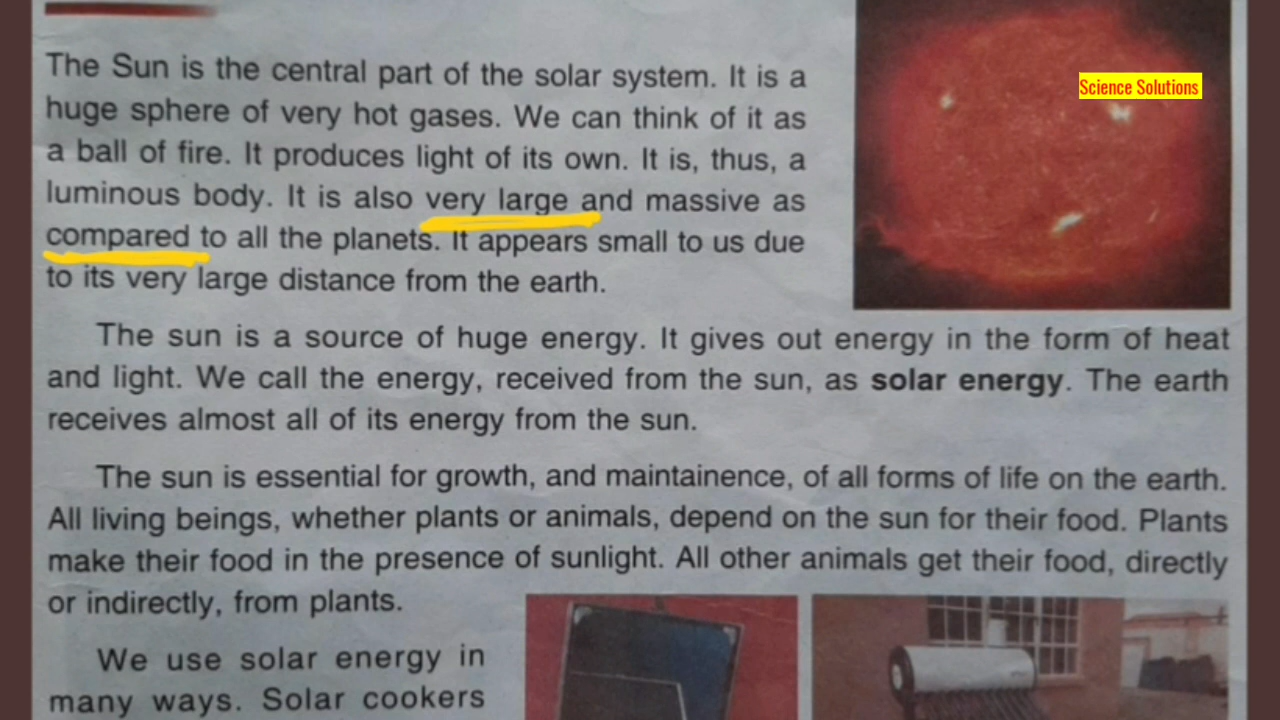 The Sun is the central part of the solar system. It is a
huge sphere of very hot gases. We can think of it as
a ball of fire. It produces light of its own. It is, thus, a
luminous body. It is also very large and massive as
compared to all the planets. It appears small to us due
to its very large distance from the earth.
Science Solutions
The sun is a source of huge energy. It gives out energy in the form of heat
and light. We call the energy, received from the sun, as solar energy. The earth
receives almost all of its energy from the sun.
The sun is essential for growth, and maintainence, of all forms of life on the earth.
All living beings, whether plants or animals, depend on the sun for their food. Plants
make their food in the presence of sunlight. All other animals get their food, directly
or indirectly, from plants.
We use solar energy in
many ways. Solar cookers